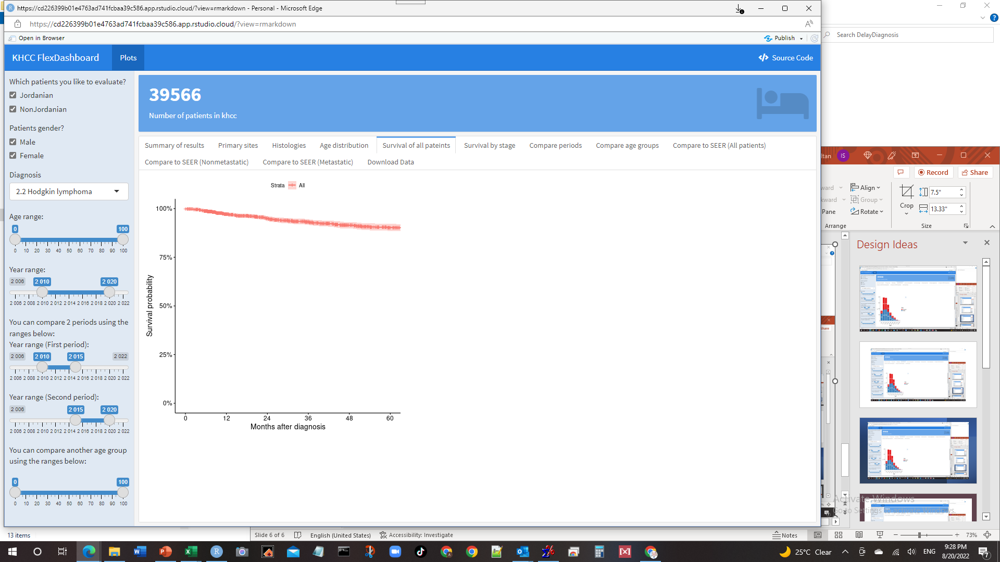 https://cd226399b01e4763ad741fcbaa39c586.app.rstudio.cloud/?view=rmarkdown - Personal - Microsoft Edge
https://cd226399b01e4763ad741fcbaa39c586.app.rstudio.cloud/?view=rmarkdown
Open in Browser
Publish
Search DelayDiagnosis
KHCC FlexDashboard
Plots
Source Code
Which patients you like to evaluate?
Jordanian
NonJordanian
Patients gender?
Male
Female
Diagnosis
2.2 Hodgkin lymphoma
Age range:
0 100
0 10 20 30 40 50 60 70 80 90 100
Year range:
2 006 2 010 2 020
2 006 2 008 2 010 2 012 2 014 2 016 2 018 2 020 2 022
You can compare 2 periods using the
ranges below:
Year range (First period):
2 006 2 010 2 015 2 022
2 006 2 008 2 010 2 012 2 014 2 016 2 018 2 020 2 022
Year range (Second period):
2 006 2 015 2 020
2 006 2 008 2 010 2 012 2 014 2 016 2 018 2 020 2 022
You can compare another age group
using the ranges below:
0 100
0 10 20 30 40 50 60 70 80 90 100
39566
Number of patients in khcc
Summary of results Primary sites Histologies Age distribution Survival of all pateints Survival by stage Compare periods Compare age groups Compare to SEER (All patients)
Compare to SEER (Nonmetastatic) Compare to SEER (Metastatic) Download Data
Strata All
100%
75%
50%
25%
0%
Survival probability
0 12 24 36 48 60
Months after diagnosis
ltan IS
Record Share
ward Align 7.5"
kward Group
Crop
Pane Rotate 13.33"
Arrange Size
Design Ideas
Share
Activate Windows
Go to Settings to activate Windows.
13 items
Slide 6 of 6 English (United States) Accessibility: Investigate Notes 73%
25°C Clear ENG
9:28 PM
8/20/2022
7